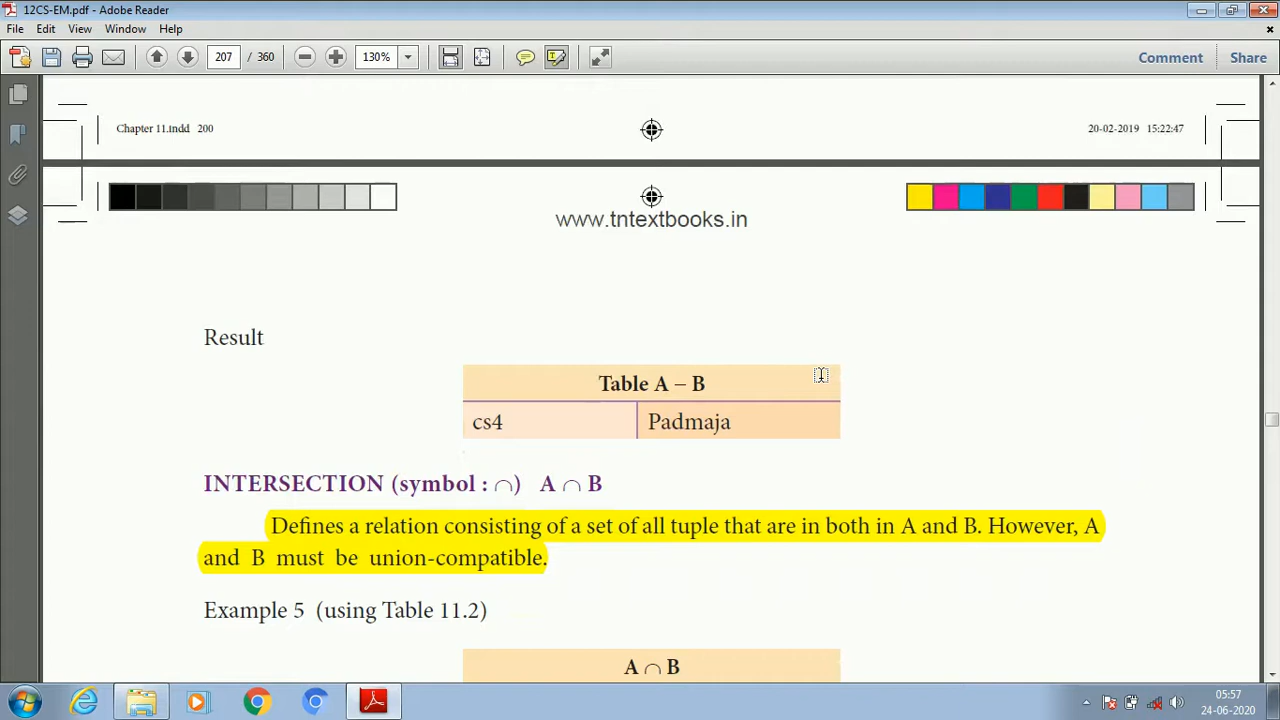 12CS-EM.pdf - Adobe Reader
File Edit View Window Help
207 / 360 130% Comment Share
Chapter 11.indd 200 20-02-2019 15:22:47
www.tntextbooks.in
Result
Table A – B
cs4 Padmaja
INTERSECTION (symbol : ∩) A ∩ B
Defines a relation consisting of a set of all tuple that are in both in A and B. However, A
and B must be union-compatible.
Example 5 (using Table 11.2)
A ∩ B
05:57
24-06-2020